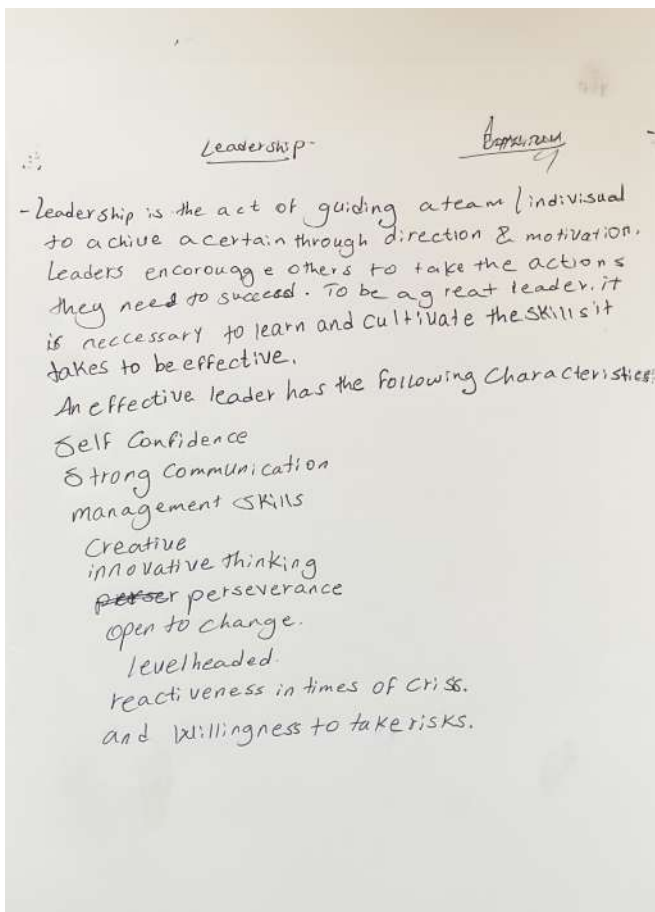 Leadership-
-Leadership is the act of guiding a team/indivisual
to achive a certain through direction & motivation.
Leaders encorougge others to take the actions
they need to succeed. To be a great leader. it
is neccessary to learn and cultivate the skills it
takes to be effective.
An effective leader has the following Characteristics:
Self Confidence
Strong Communication
management Skills
Creative
innovative thinking
perseverance
open to change.
levelheaded.
reactiveness in times of criss.
and willingness to take risks.